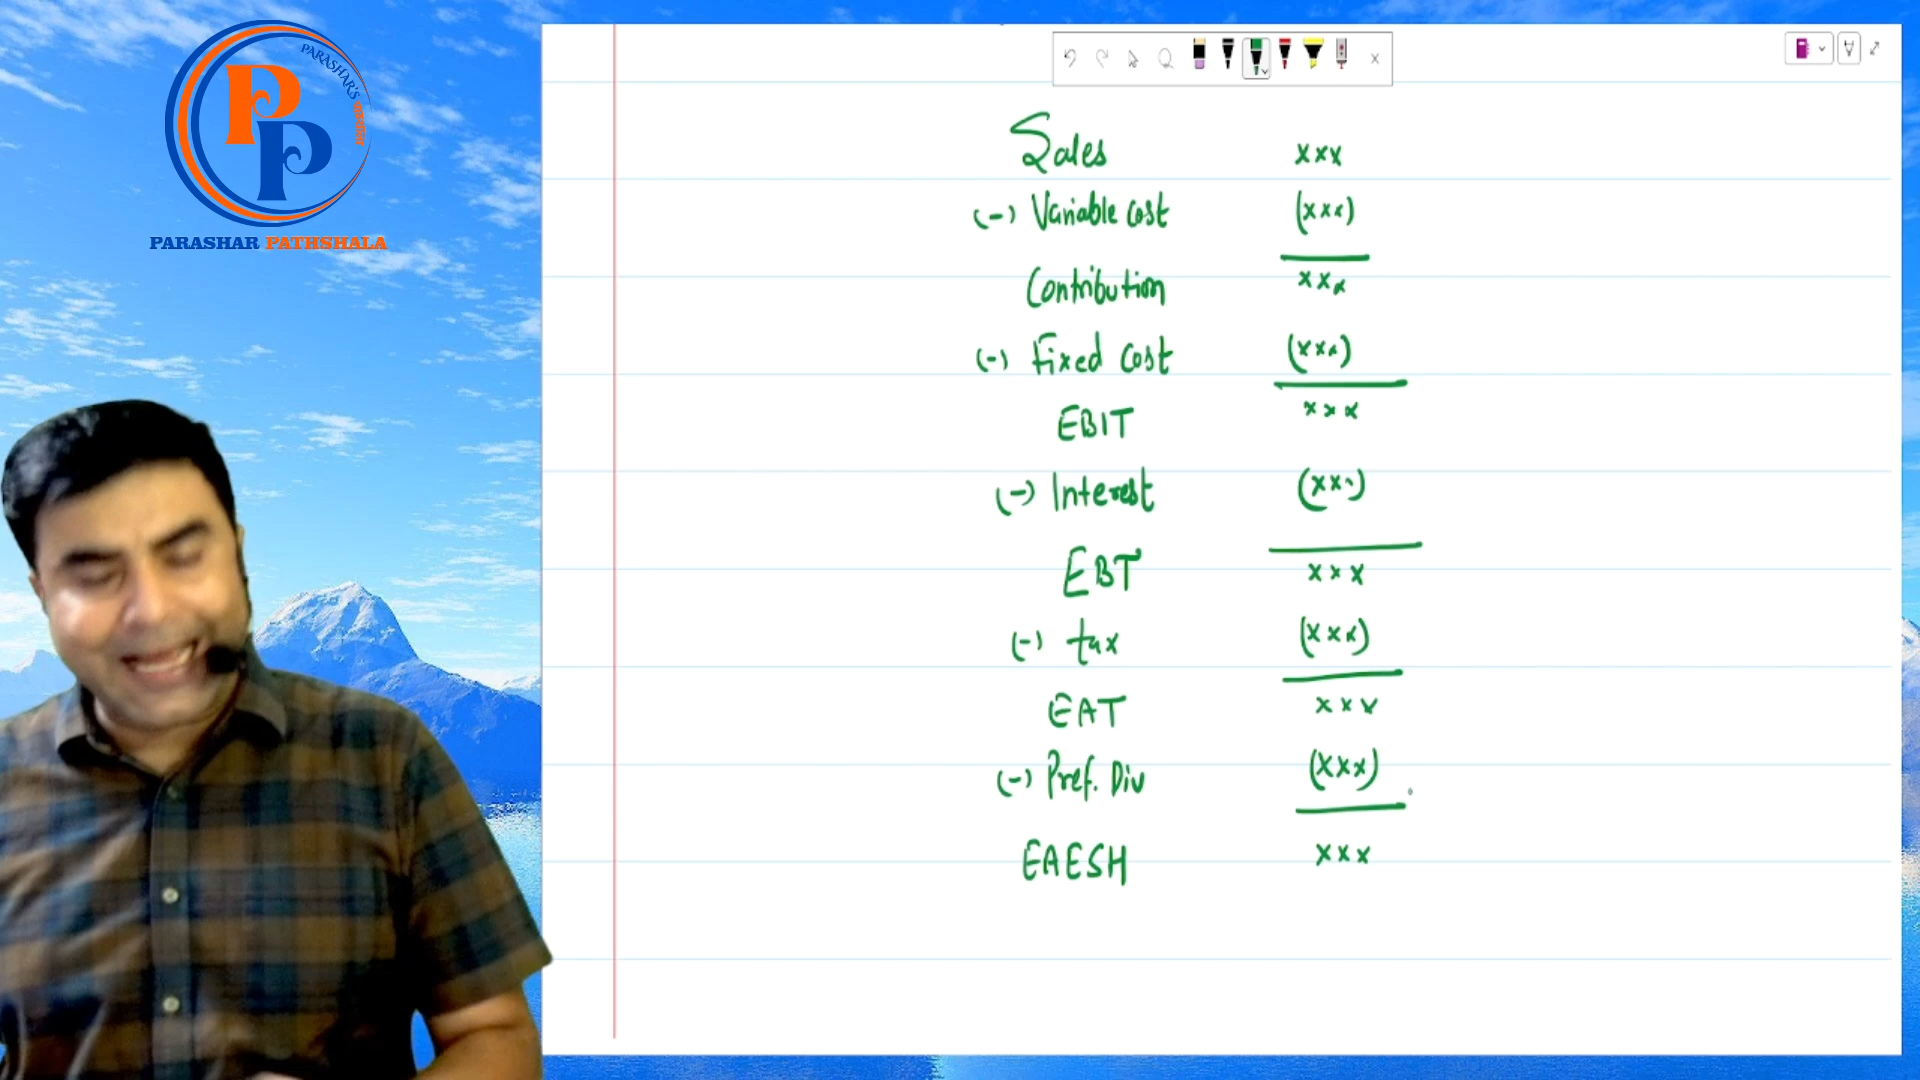 PARASHAR'S
PP
PARASHAR PATHSHALA
Sales xxx
(-) Variable cost (xxx)
Contribution xxx
(-) Fixed cost (xxx)
EBIT xxx
(-) Interest (xxx)
EBT xxx
(-) tax (xxx)
EAT xxx
(-) Pref. Div (xxx)
EAESH xxx